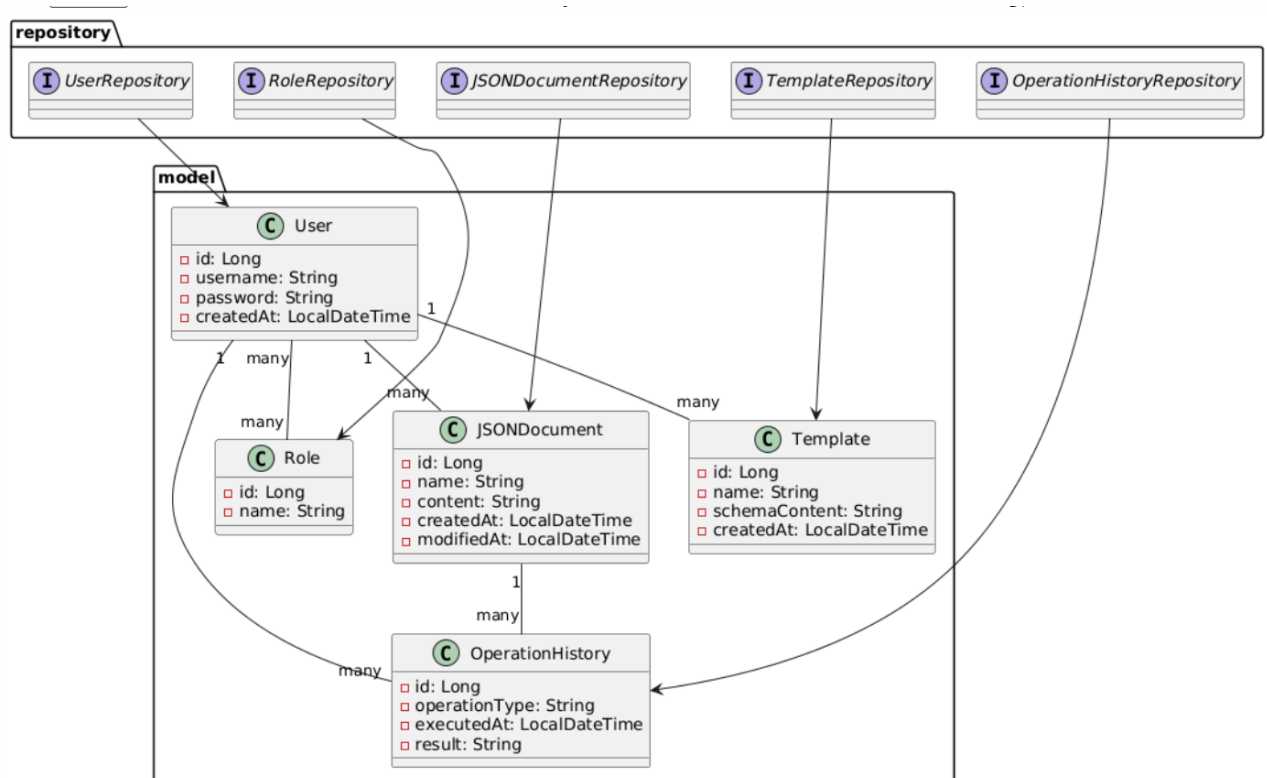 repository
I UserRepository
I RoleRepository
I JSONDocumentRepository
I TemplateRepository
I OperationHistoryRepository
model
C User
id: Long
username: String
password: String
createdAt: LocalDateTime
1
many
1
many
1
many
many
1
many
C Role
id: Long
name: String
C JSONDocument
id: Long
name: String
content: String
createdAt: LocalDateTime
modifiedAt: LocalDateTime
C Template
id: Long
name: String
schemaContent: String
createdAt: LocalDateTime
1
many
C OperationHistory
id: Long
operationType: String
executedAt: LocalDateTime
result: String